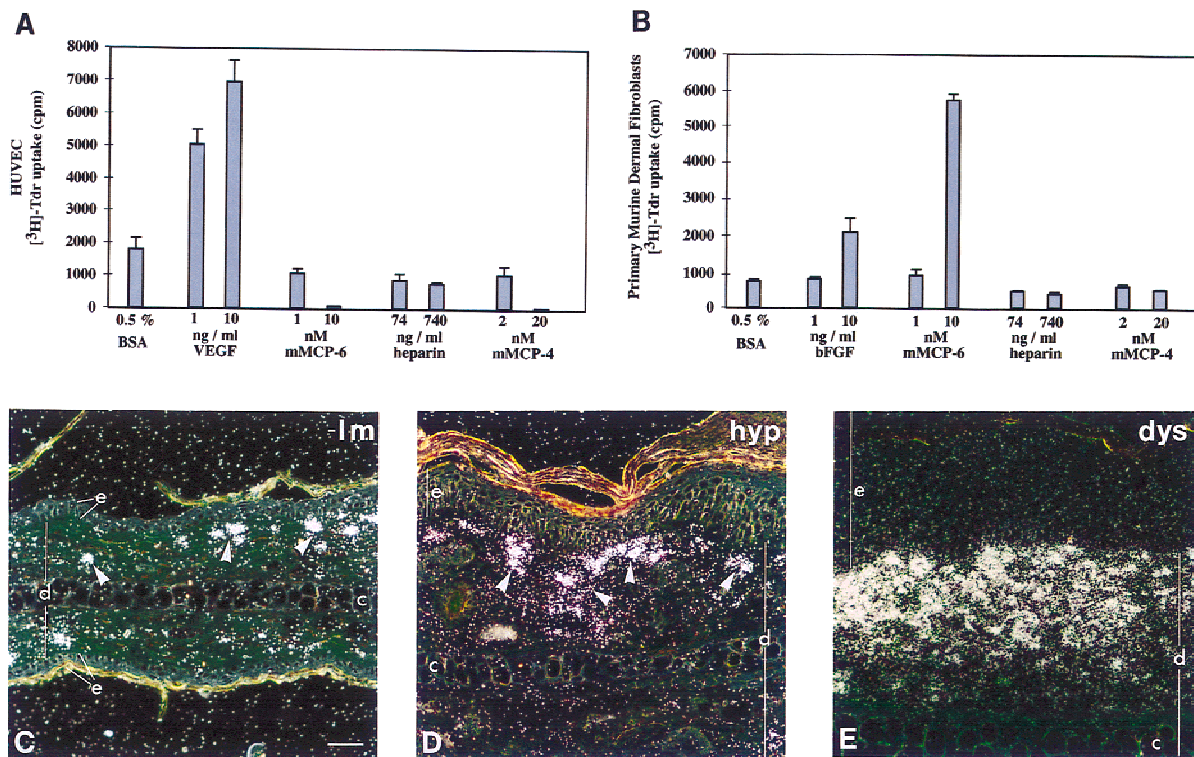 A
8000
7000
6000
5000
4000
3000
2000
1000
0
HUVEC
[³H]-Tdr uptake (cpm)
0.5 % 1 10 1 10 74 740 2 20
BSA ng / ml VEGF nM mMCP-6 ng / ml heparin nM mMCP-4
B
7000
6000
5000
4000
3000
2000
1000
0
Primary Murine Dermal Fibroblasts
[³H]-Tdr uptake (cpm)
0.5 % 1 10 1 10 74 740 2 20
BSA ng / ml bFGF nM mMCP-6 ng / ml heparin nM mMCP-4
-lm
e
d
c
e
C
hyp
e
d
c
D
dys
e
d
c
E